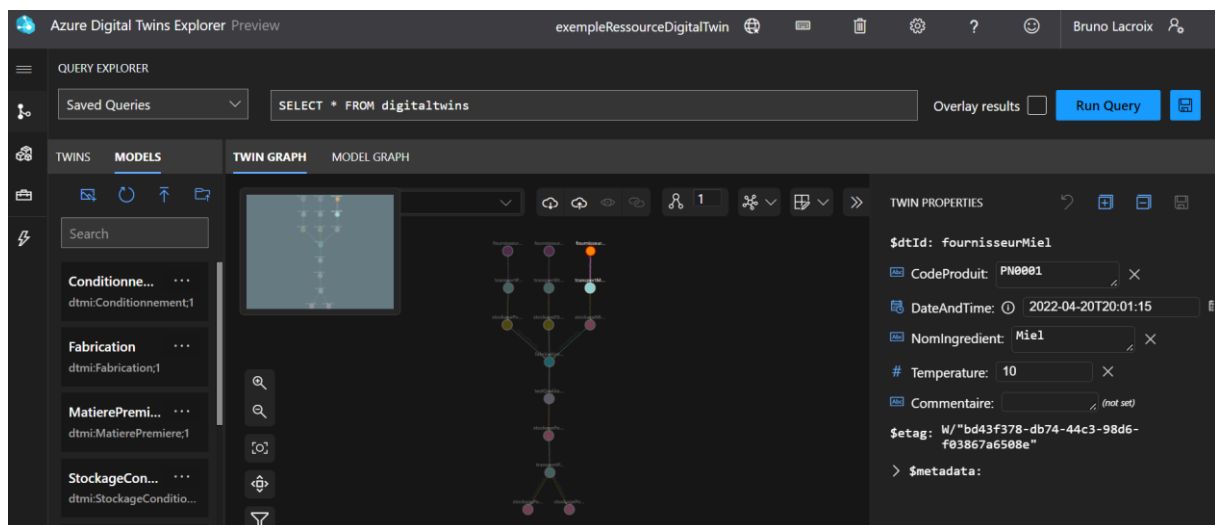 Azure Digital Twins Explorer Preview
exempleRessourceDigitalTwin
Bruno Lacroix
QUERY EXPLORER
Saved Queries
SELECT * FROM digitaltwins
Overlay results
Run Query
TWINS MODELS
TWIN GRAPH MODEL GRAPH
Search
Conditionne... ...
dtmi:Conditionnement;1
Fabrication ...
dtmi:Fabrication;1
MatierePremi... ...
dtmi:MatierePremiere;1
StockageCon... ...
dtmi:StockageConditio...
1
TWIN PROPERTIES
$dtId: fournisseurMiel
CodeProduit: PN0001
DateAndTime: 2022-04-20T20:01:15
NomIngredient: Miel
# Temperature: 10
Commentaire: (not set)
$etag: W/"bd43f378-db74-44c3-98d6-
f03867a6508e"
> $metadata: